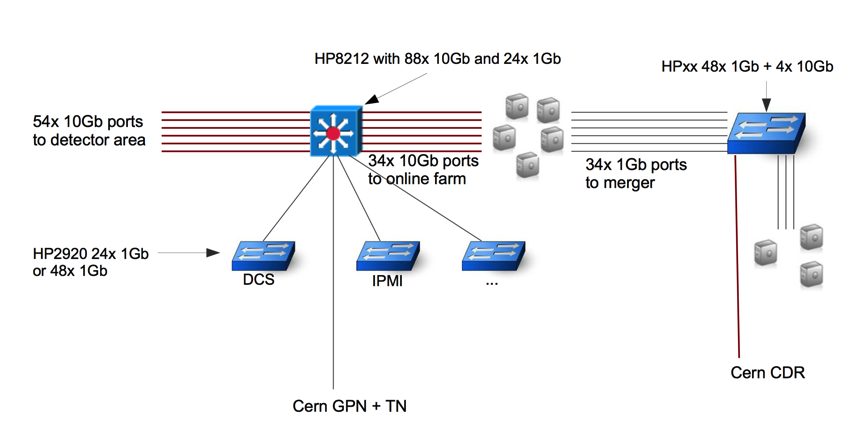 HP8212 with 88x 10Gb and 24x 1Gb
HPxx 48x 1Gb + 4x 10Gb
54x 10Gb ports
to detector area
34x 10Gb ports
to online farm
34x 1Gb ports
to merger
HP2920 24x 1Gb
or 48x 1Gb
DCS
IPMI
...
Cern CDR
Cern GPN + TN